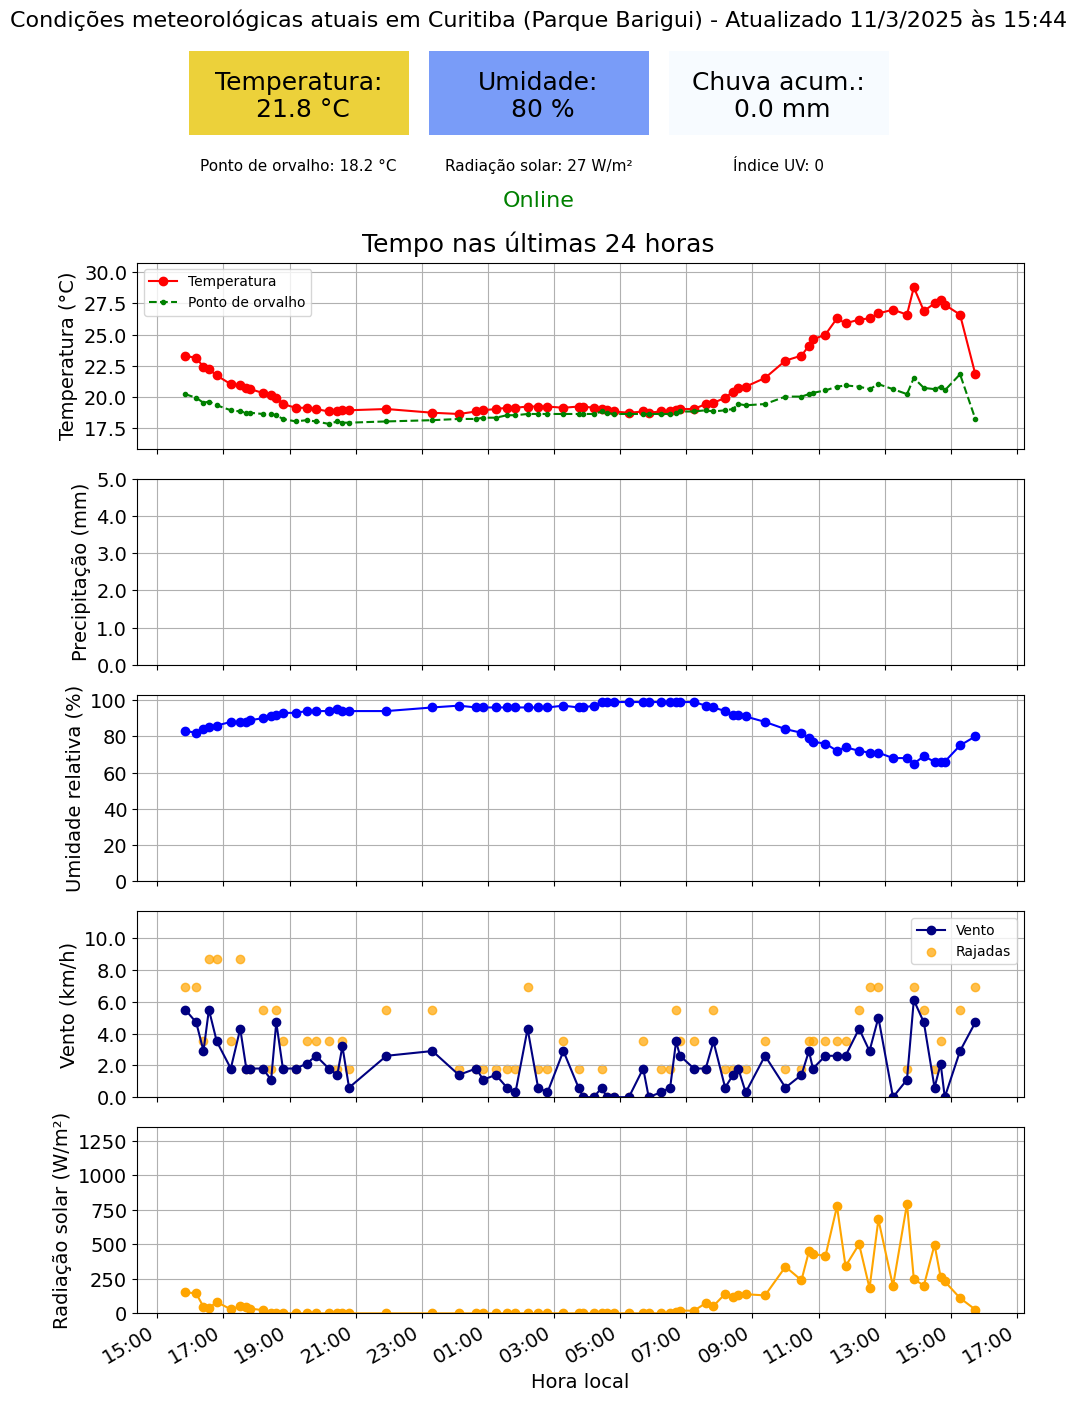 Condições meteorológicas atuais em Curitiba (Parque Barigui) - Atualizado 11/3/2025 às 15:44
Temperatura:
21.8 °C
Umidade:
80 %
Chuva acum.:
0.0 mm
Ponto de orvalho: 18.2 °C
Radiação solar: 27 W/m²
Índice UV: 0
Online
Tempo nas últimas 24 horas
Temperatura (°C)
30.0
27.5
25.0
22.5
20.0
17.5
Temperatura
Ponto de orvalho
Precipitação (mm)
5.0
4.0
3.0
2.0
1.0
0.0
Umidade relativa (%)
100
80
60
40
20
0
Vento (km/h)
10.0
8.0
6.0
4.0
2.0
0.0
Vento
Rajadas
Radiação solar (W/m²)
1250
1000
750
500
250
0
15:00
17:00
19:00
21:00
23:00
01:00
03:00
05:00
07:00
09:00
11:00
13:00
15:00
17:00
Hora local